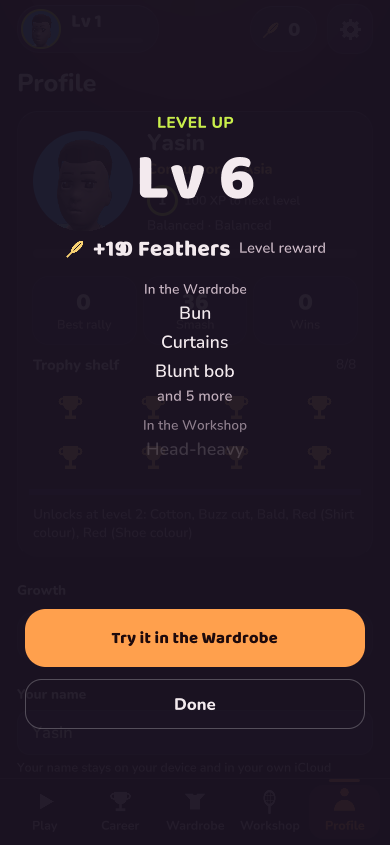 Lv 1
0
Profile
LEVEL UP
Yasin
Lv 6
Feathers Level reward
In the Wardrobe
Bun
0 36 0
Best rally Smash Wins
Curtains
Trophy shelf 8/8
Blunt bob
and 5 more
In the Workshop
Head-heavy
Unlocks at level 2: Cotton, Buzz cut, Bald, Red (Shirt
colour), Red (Shoe colour)
Growth
Try it in the Wardrobe
Your name
Done
Yasin
Your name stays on your device and in your own iCloud
Play Career Wardrobe Workshop Profile